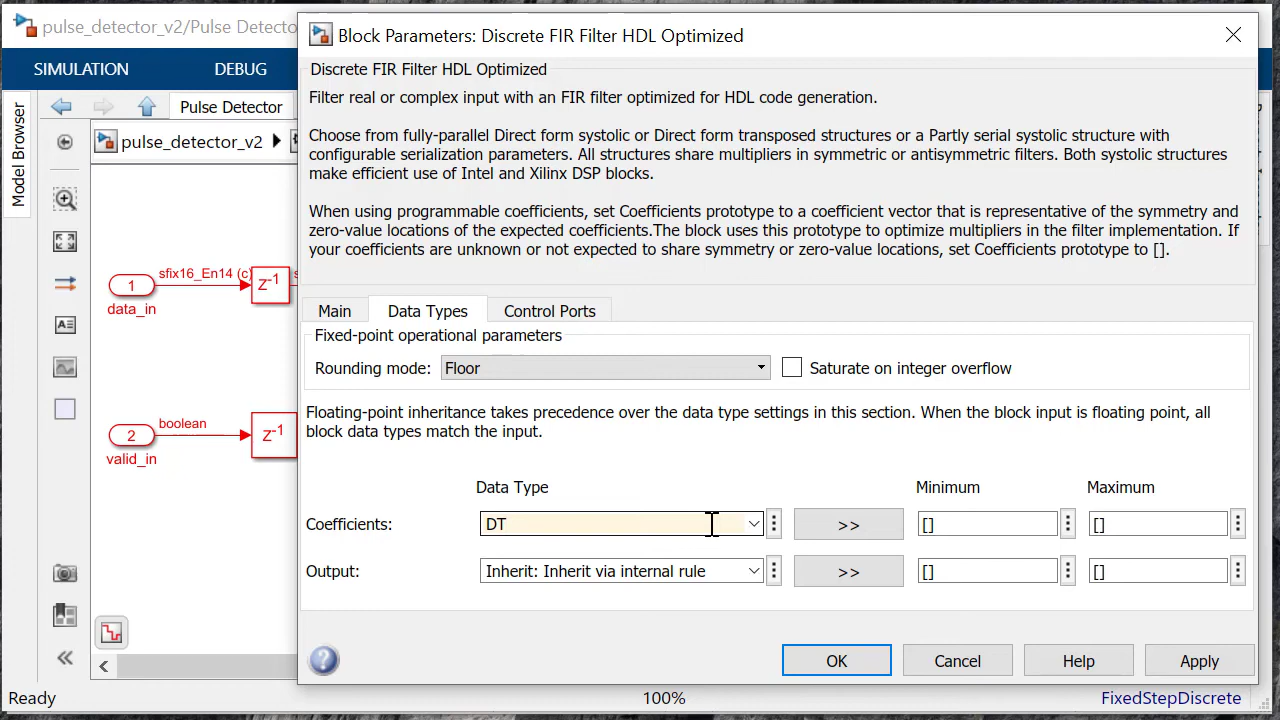 pulse_detector_v2/Pulse Detecto
Block Parameters: Discrete FIR Filter HDL Optimized
SIMULATION
DEBUG
Model Browser
Pulse Detector
pulse_detector_v2
Discrete FIR Filter HDL Optimized
Filter real or complex input with an FIR filter optimized for HDL code generation.
Choose from fully-parallel Direct form systolic or Direct form transposed structures or a Partly serial systolic structure with
configurable serialization parameters. All structures share multipliers in symmetric or antisymmetric filters. Both systolic structures
make efficient use of Intel and Xilinx DSP blocks.
When using programmable coefficients, set Coefficients prototype to a coefficient vector that is representative of the symmetry and
zero-value locations of the expected coefficients.The block uses this prototype to optimize multipliers in the filter implementation. If
your coefficients are unknown or not expected to share symmetry or zero-value locations, set Coefficients prototype to [].
sfix16_En14 (c)
s
1
Z-1
data_in
Main
Data Types
Control Ports
Fixed-point operational parameters
Rounding mode:
Floor
Saturate on integer overflow
Floating-point inheritance takes precedence over the data type settings in this section. When the block input is floating point, all
block data types match the input.
boolean
2
Z-1
valid_in
Data Type
Minimum
Maximum
Coefficients:
DT
>>
[]
[]
Output:
Inherit: Inherit via internal rule
>>
[]
[]
OK
Cancel
Help
Apply
Ready
100%
FixedStepDiscrete